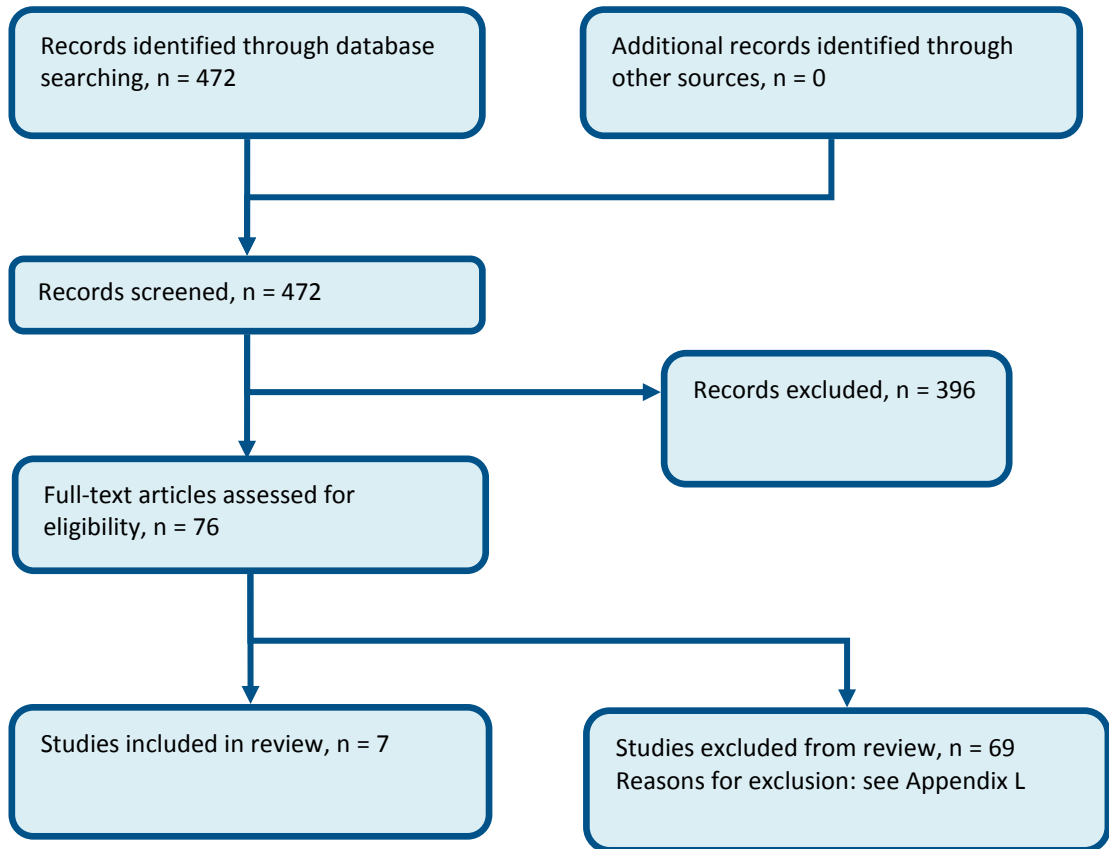 Records identified through database
searching, n = 472
Additional records identified through
other sources, n = 0
Records screened, n = 472
Records excluded, n = 396
Full-text articles assessed for
eligibility, n = 76
Studies included in review, n = 7
Studies excluded from review, n = 69
Reasons for exclusion: see Appendix L